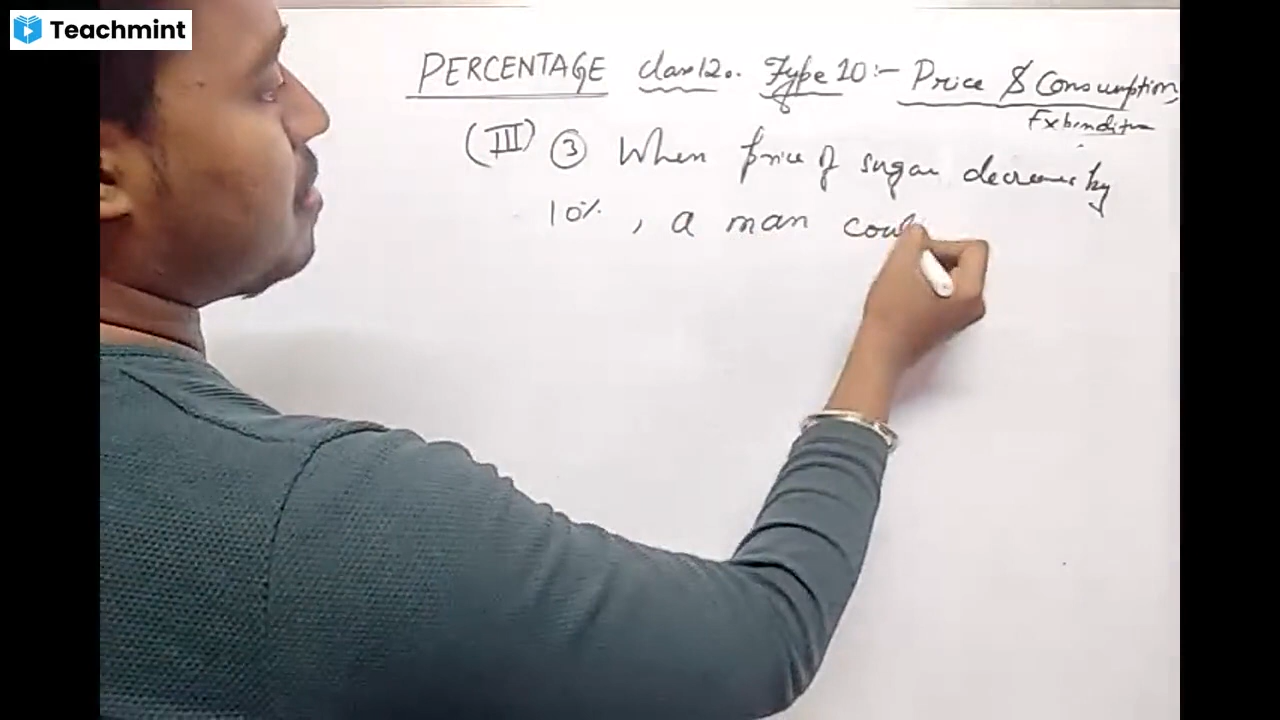 Teachmint
PERCENTAGE Class 12. Type 10:- Price & Consumption,
Expenditure
(III) ③ When price of sugar decreases by
10%, a man coul